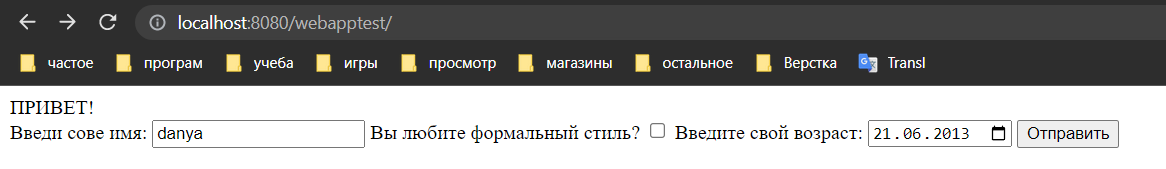 localhost:8080/webapptest/
частое програм учеба игры просмотр магазины остальное Верстка Transl
ПРИВЕТ!
Введи сове имя: danya Вы любите формальный стиль? Введите свой возраст: 21.06.2013 Отправить